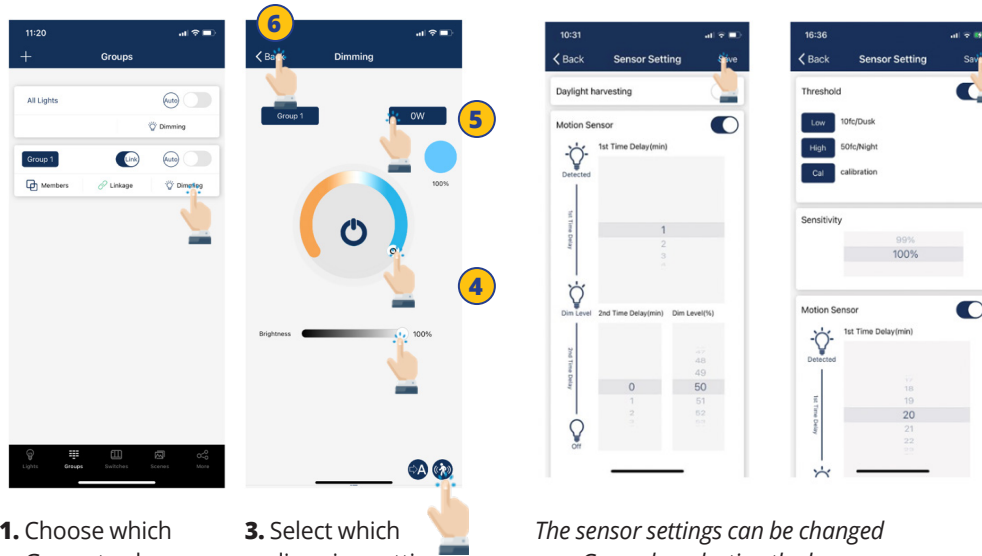 6
11:20
Groups
All Lights
Auto
Dimming
Group 1
Link
Auto
Members
Linkage
Dimming
Lights
Groups
Switches
Scenes
More
Back
Dimming
Group 1
0W
5
100%
4
Brightness
100%
A
10:31
Back
Sensor Setting
Save
Daylight harvesting
Motion Sensor
1st Time Delay(min)
Detected
1st Time Delay
1
2
3
Dim Level
2nd Time Delay(min)
Dim Level(%)
2nd Time Delay
48
49
0
50
1
51
2
52
Off
16:36
Back
Sensor Setting
Threshold
Low
10fc/Dusk
High
50fc/Night
Cal
calibration
Sensitivity
99%
100%
Motion Sensor
1st Time Delay(min)
Detected
1st Time Delay
18
19
20
21
22
1. Choose which
3. Select which
The sensor settings can be changed